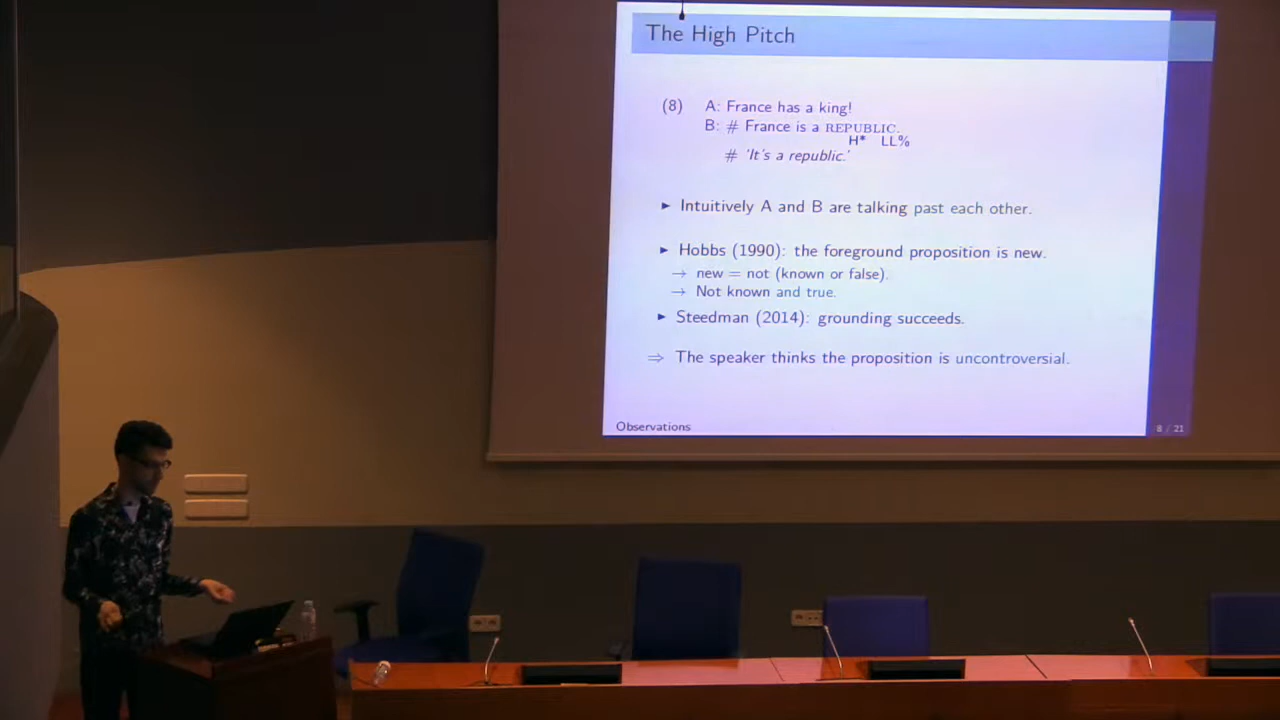 The High Pitch
(8) A: France has a king!
B: # France is a REPUBLIC.
H* LL%
# 'It's a republic.'
► Intuitively A and B are talking past each other.
► Hobbs (1990): the foreground proposition is new.
→ new = not (known or false).
→ Not known and true.
► Steedman (2014): grounding succeeds.
⇒ The speaker thinks the proposition is uncontroversial.
Observations 8 / 21